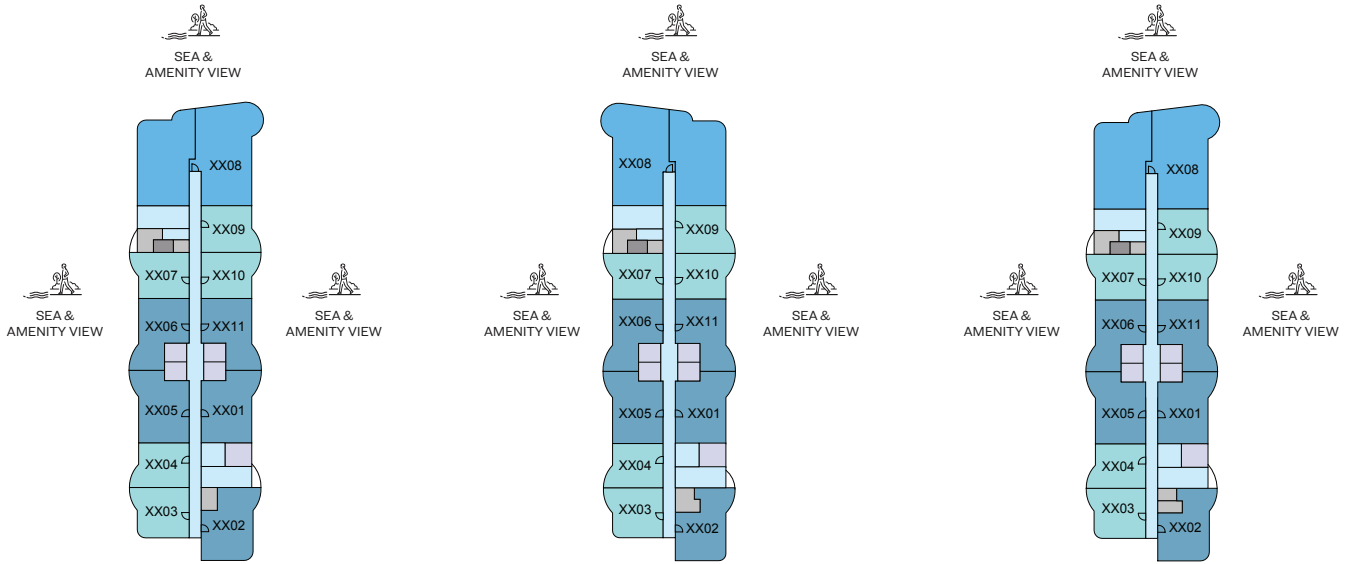 SEA &
AMENITY VIEW
XX08
XX09
XX07
XX10
SEA &
AMENITY VIEW
SEA &
AMENITY VIEW
XX06
XX11
XX05
XX01
XX04
XX03
XX02
SEA &
AMENITY VIEW
XX08
XX09
XX07
XX10
SEA &
AMENITY VIEW
SEA &
AMENITY VIEW
XX06
XX11
XX05
XX01
XX04
XX03
XX02
SEA &
AMENITY VIEW
XX08
XX09
XX07
XX10
SEA &
AMENITY VIEW
SEA &
AMENITY VIEW
XX06
XX11
XX05
XX01
XX04
XX03
XX02